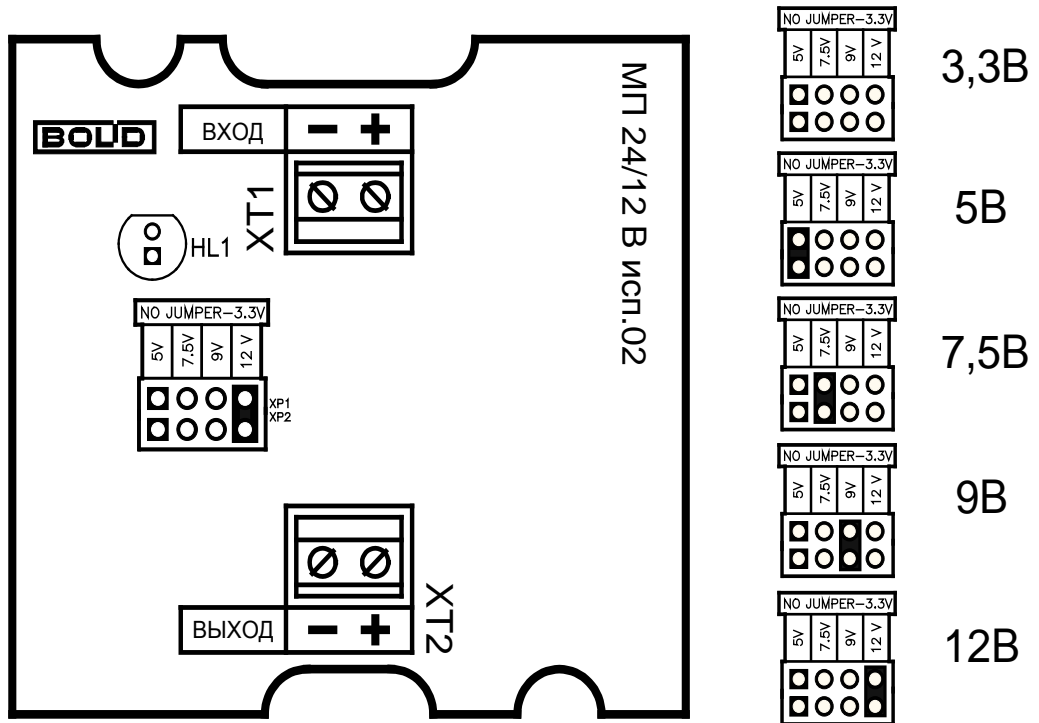 BOLID
ВХОД
− +
XT1
HL1
NO JUMPER-3.3V
5V 7.5V 9V 12 V
XP1
XP2
ВЫХОД
− +
XT2
МП 24/12 В исп.02
NO JUMPER-3.3V
5V 7.5V 9V 12 V
3,3В
NO JUMPER-3.3V
5V 7.5V 9V 12 V
5В
NO JUMPER-3.3V
5V 7.5V 9V 12 V
7,5В
NO JUMPER-3.3V
5V 7.5V 9V 12 V
9В
NO JUMPER-3.3V
5V 7.5V 9V 12 V
12В